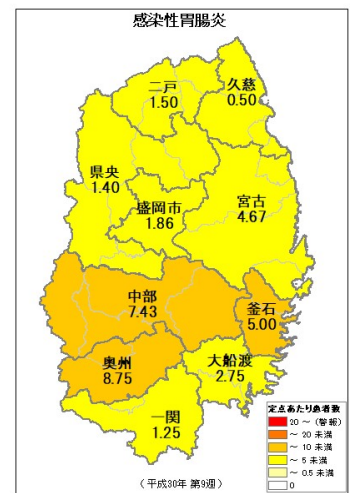 感染性胃腸炎
二戸
1.50
久慈
0.50
県央
1.40
盛岡市
1.86
宮古
4.67
中部
7.43
釜石
5.00
奥州
8.75
大船渡
2.75
一関
1.25
定点あたり患者数
20 ～ (警報)
～ 20 未満
～ 10 未満
～ 5 未満
～ 0.5 未満
0
(平成30年 第9週)